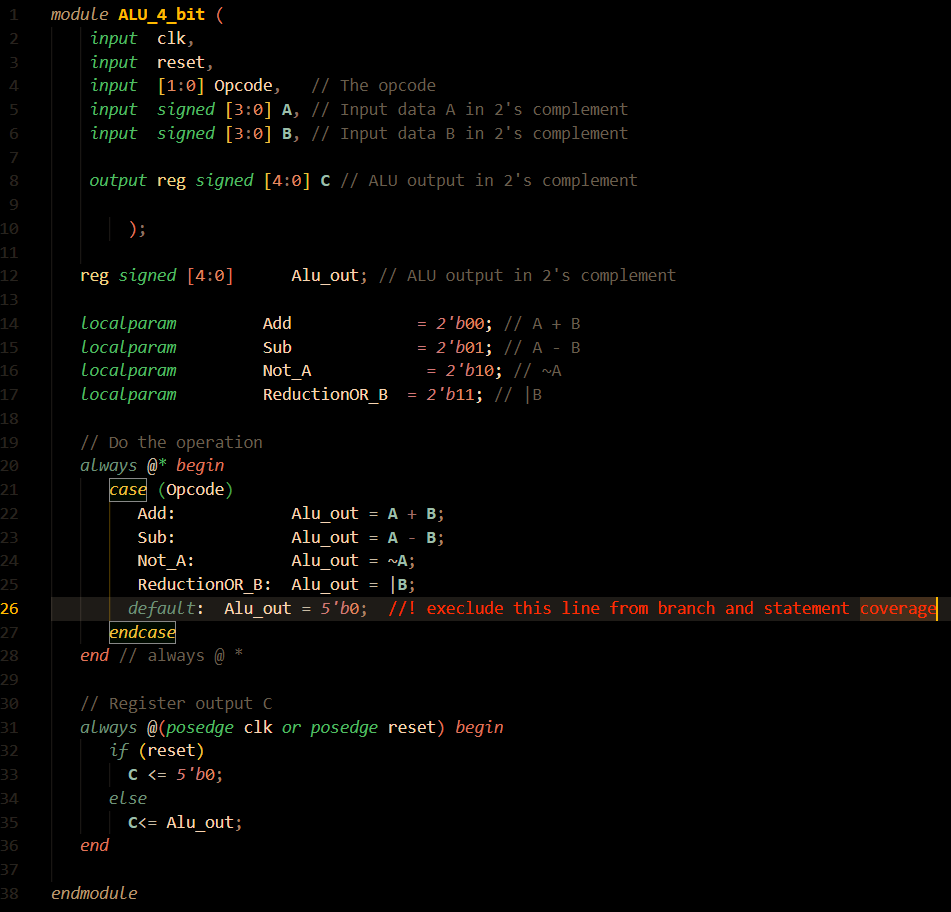 1 module ALU_4_bit (
2 input clk,
3 input reset,
4 input [1:0] Opcode, // The opcode
5 input signed [3:0] A, // Input data A in 2's complement
6 input signed [3:0] B, // Input data B in 2's complement
7
8 output reg signed [4:0] C // ALU output in 2's complement
9
10 );
11
12 reg signed [4:0] Alu_out; // ALU output in 2's complement
13
14 localparam Add = 2'b00; // A + B
15 localparam Sub = 2'b01; // A - B
16 localparam Not_A = 2'b10; // ~A
17 localparam ReductionOR_B = 2'b11; // |B
18
19 // Do the operation
20 always @* begin
21 case (Opcode)
22 Add: Alu_out = A + B;
23 Sub: Alu_out = A - B;
24 Not_A: Alu_out = ~A;
25 ReductionOR_B: Alu_out = |B;
26 default: Alu_out = 5'b0; //! execlude this line from branch and statement coverage
27 endcase
28 end // always @ *
29
30 // Register output C
31 always @(posedge clk or posedge reset) begin
32 if (reset)
33 C <= 5'b0;
34 else
35 C<= Alu_out;
36 end
37
38 endmodule